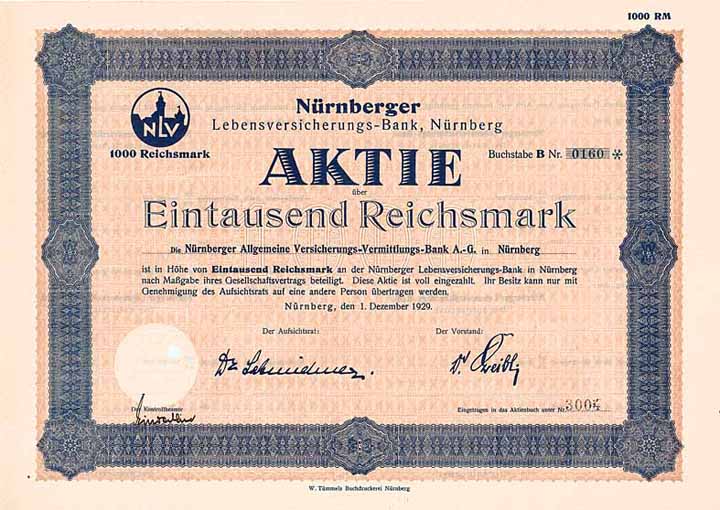 1000 RM
NLV
1000 Reichsmark
Nürnberger
Lebensversicherungs-Bank, Nürnberg
AKTIE
Buchstabe B Nr. 0160 *
über
Eintausend Reichsmark
Die Nürnberger Allgemeine Versicherungs-Vermittlungs-Bank A.-G. in Nürnberg
ist in Höhe von Eintausend Reichsmark an der Nürnberger Lebensversicherungs-Bank in Nürnberg
nach Maßgabe ihres Gesellschaftsvertrags beteiligt. Diese Aktie ist voll eingezahlt. Ihr Besitz kann nur mit
Genehmigung des Aufsichtsrats auf eine andere Person übertragen werden.
Nürnberg, den 1. Dezember 1929.
Der Aufsichtsrat:
Der Vorstand:
Dr
Dr
Der Kontrollbeamte
Eingetragen in das Aktienbuch unter Nr. 3004
W. Tümmels Buchdruckerei Nürnberg